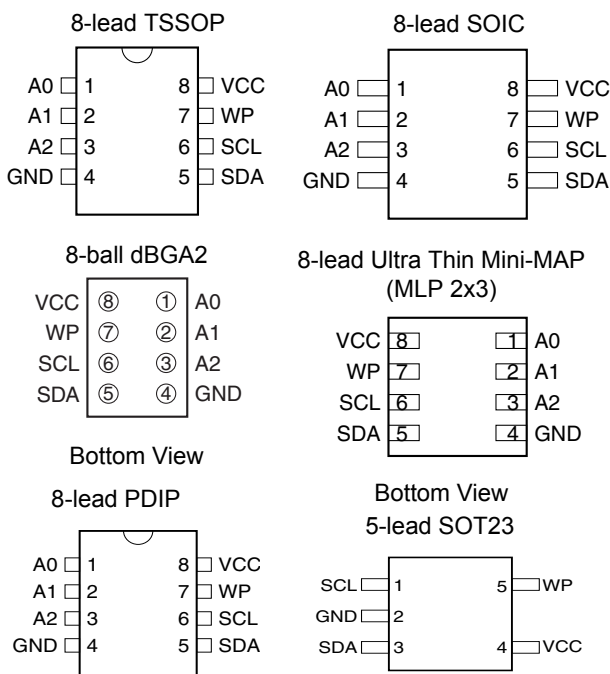 8-lead TSSOP
A0 1 8 VCC
A1 2 7 WP
A2 3 6 SCL
GND 4 5 SDA
8-lead SOIC
A0 1 8 VCC
A1 2 7 WP
A2 3 6 SCL
GND 4 5 SDA
8-ball dBGA2
VCC 8 1 A0
WP 7 2 A1
SCL 6 3 A2
SDA 5 4 GND
Bottom View
8-lead Ultra Thin Mini-MAP
(MLP 2x3)
VCC 8 1 A0
WP 7 2 A1
SCL 6 3 A2
SDA 5 4 GND
Bottom View
8-lead PDIP
A0 1 8 VCC
A1 2 7 WP
A2 3 6 SCL
GND 4 5 SDA
5-lead SOT23
SCL 1 5 WP
GND 2
SDA 3 4 VCC